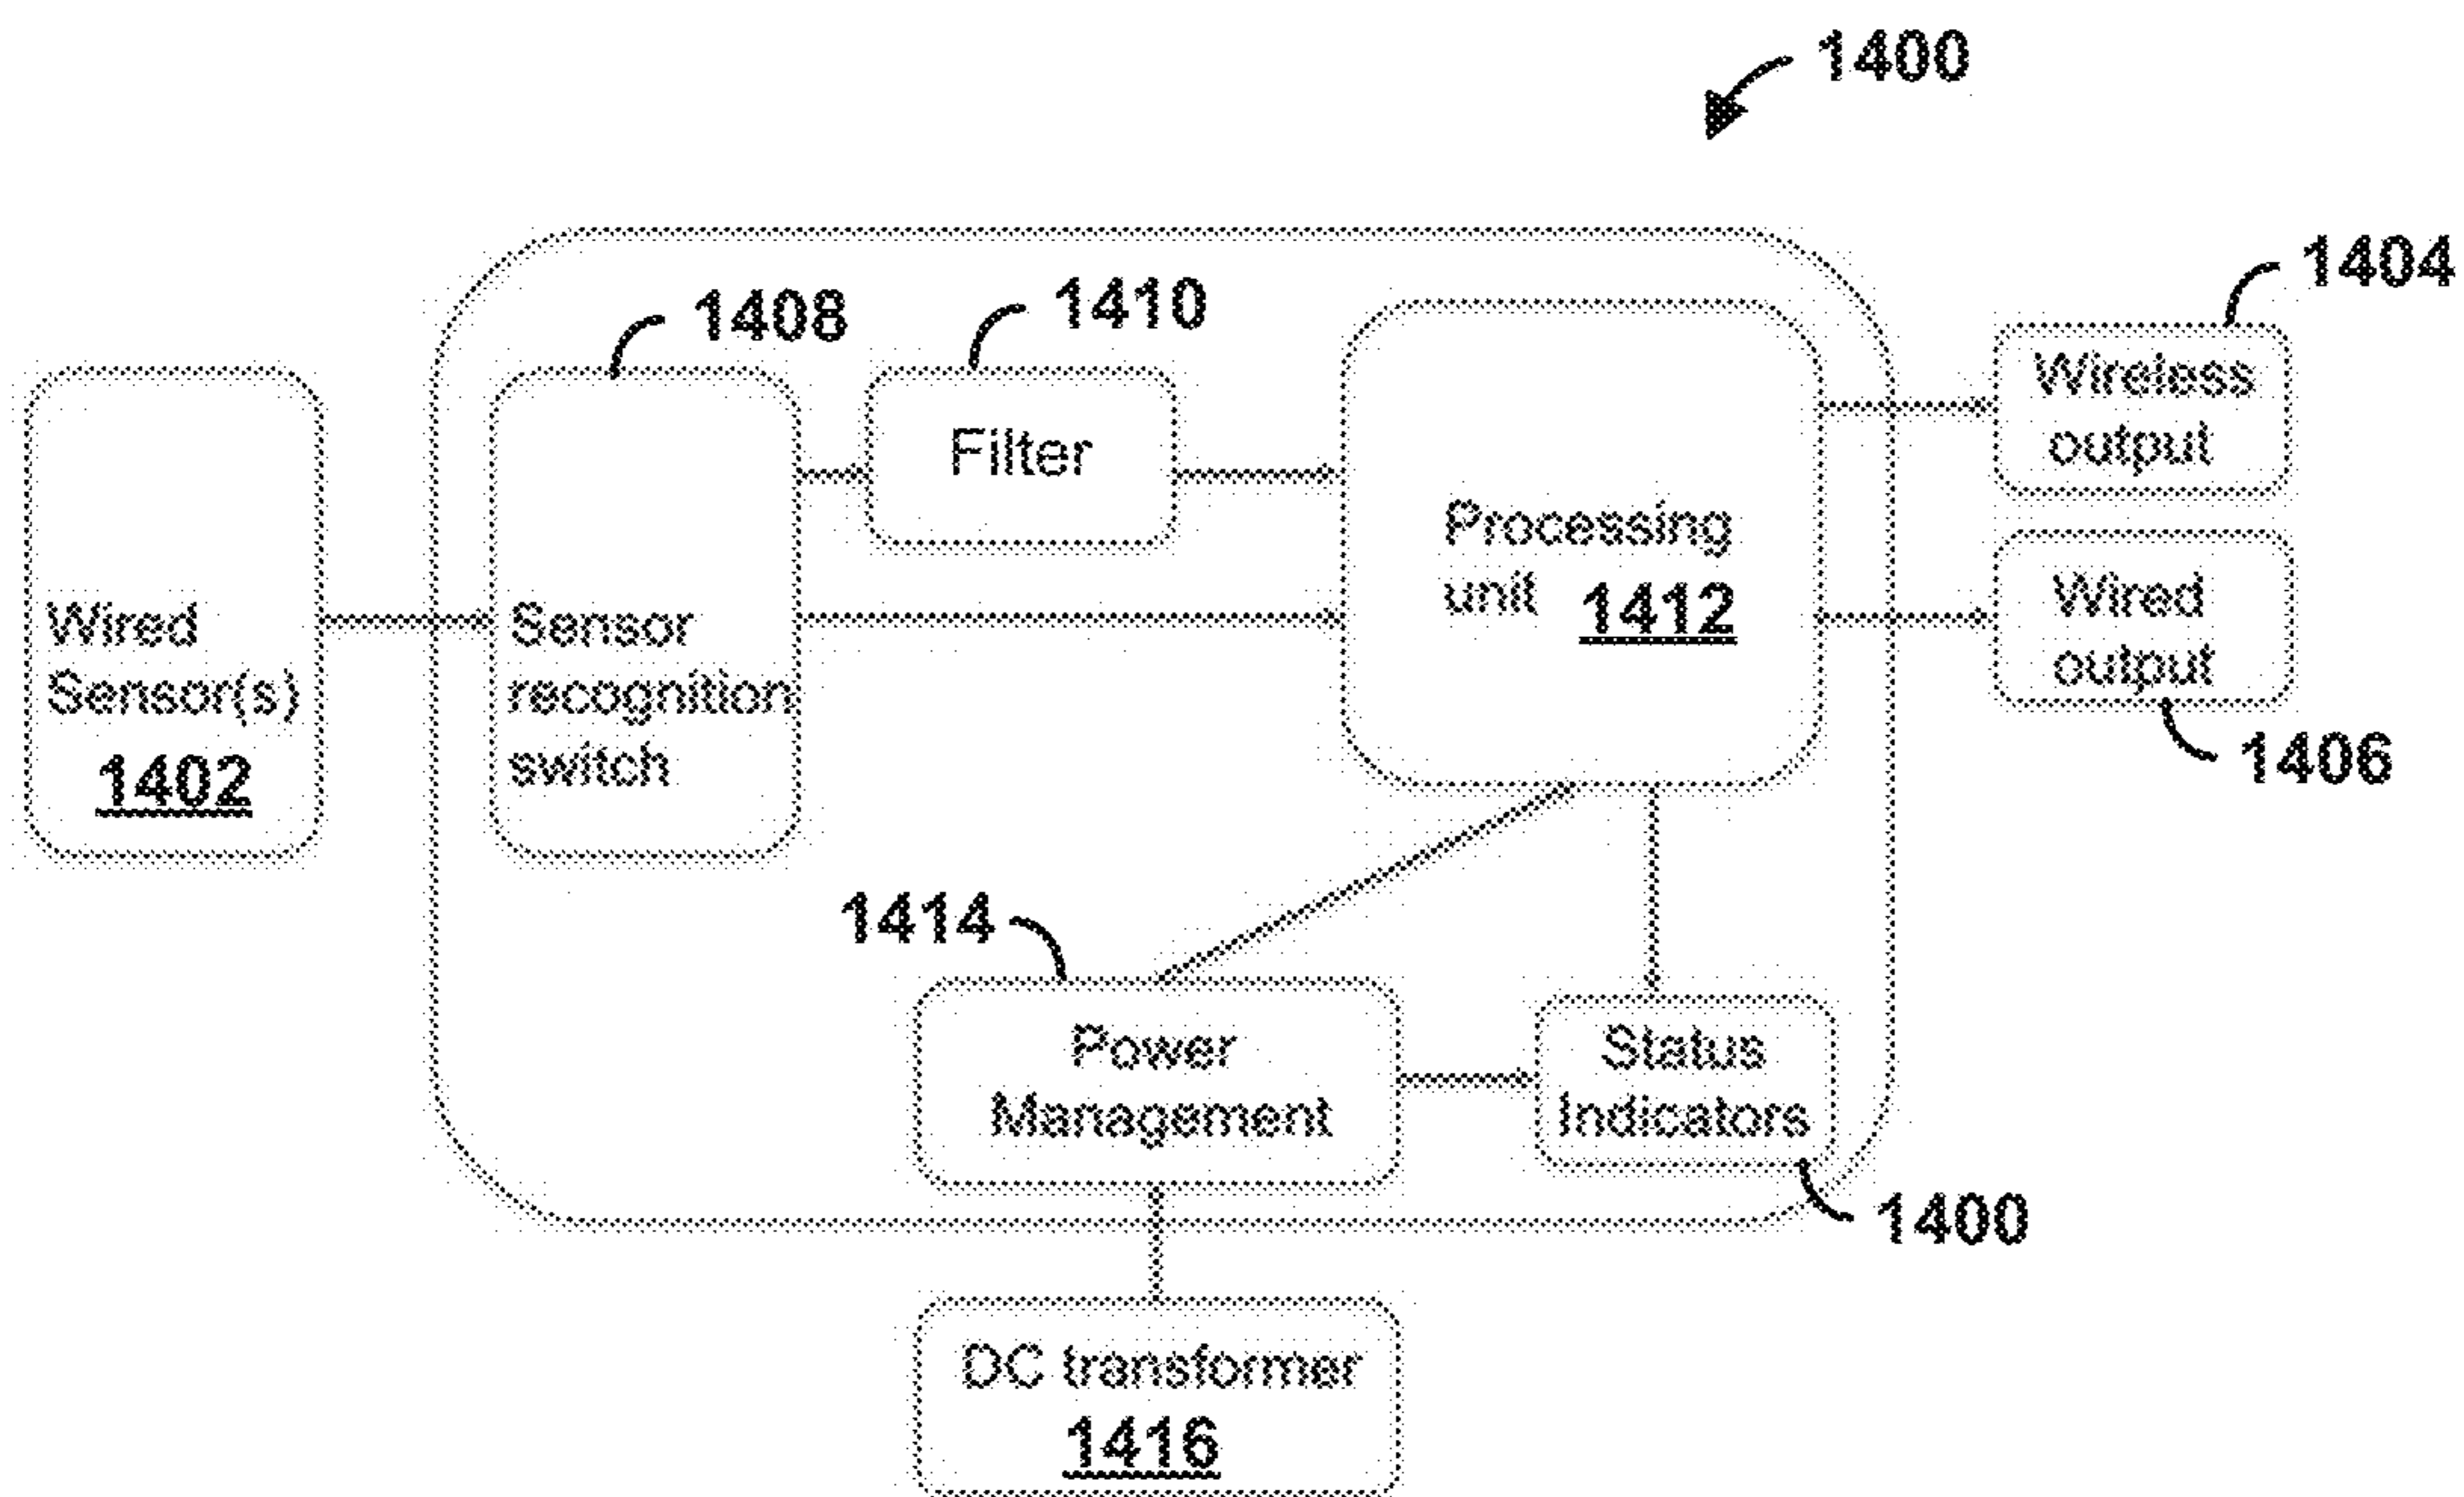 1400
1404
1408
1410
Wireless
output
Filter
Processing
unit 1412
Wired
output
1406
Wired
Sensor(s)
1402
Sensor
recognition
switch
1414
Power
Management
Status
Indicators
1400
DC transformer
1416